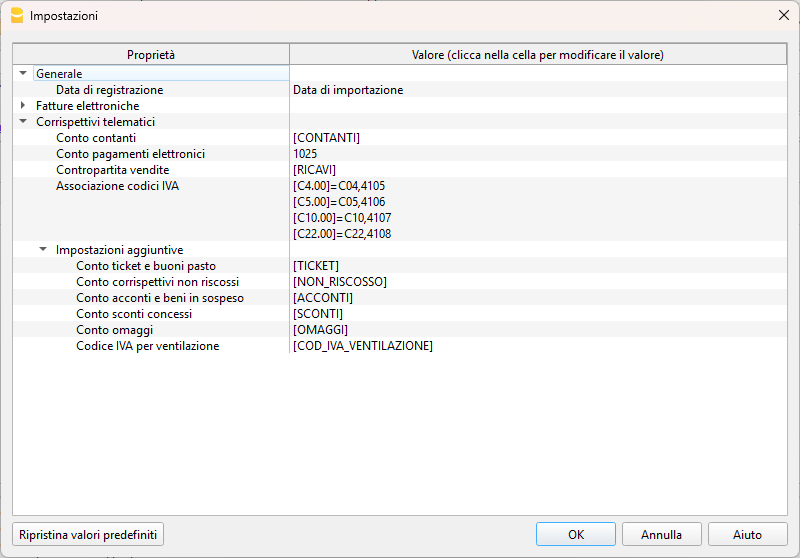 Impostazioni
Proprietà Valore (clicca nella cella per modificare il valore)
Generale
Data di registrazione Data di importazione
Fatture elettroniche
Corrispettivi telematici
Conto contanti [CONTANTI]
Conto pagamenti elettronici 1025
Contropartita vendite [RICAVI]
Associazione codici IVA [C4.00]=C04,4105
[C5.00]=C05,4106
[C10.00]=C10,4107
[C22.00]=C22,4108
Impostazioni aggiuntive
Conto ticket e buoni pasto [TICKET]
Conto corrispettivi non riscossi [NON_RISCOSSO]
Conto acconti e beni in sospeso [ACCONTI]
Conto sconti concessi [SCONTI]
Conto omaggi [OMAGGI]
Codice IVA per ventilazione [COD_IVA_VENTILAZIONE]
Ripristina valori predefiniti OK Annulla Aiuto